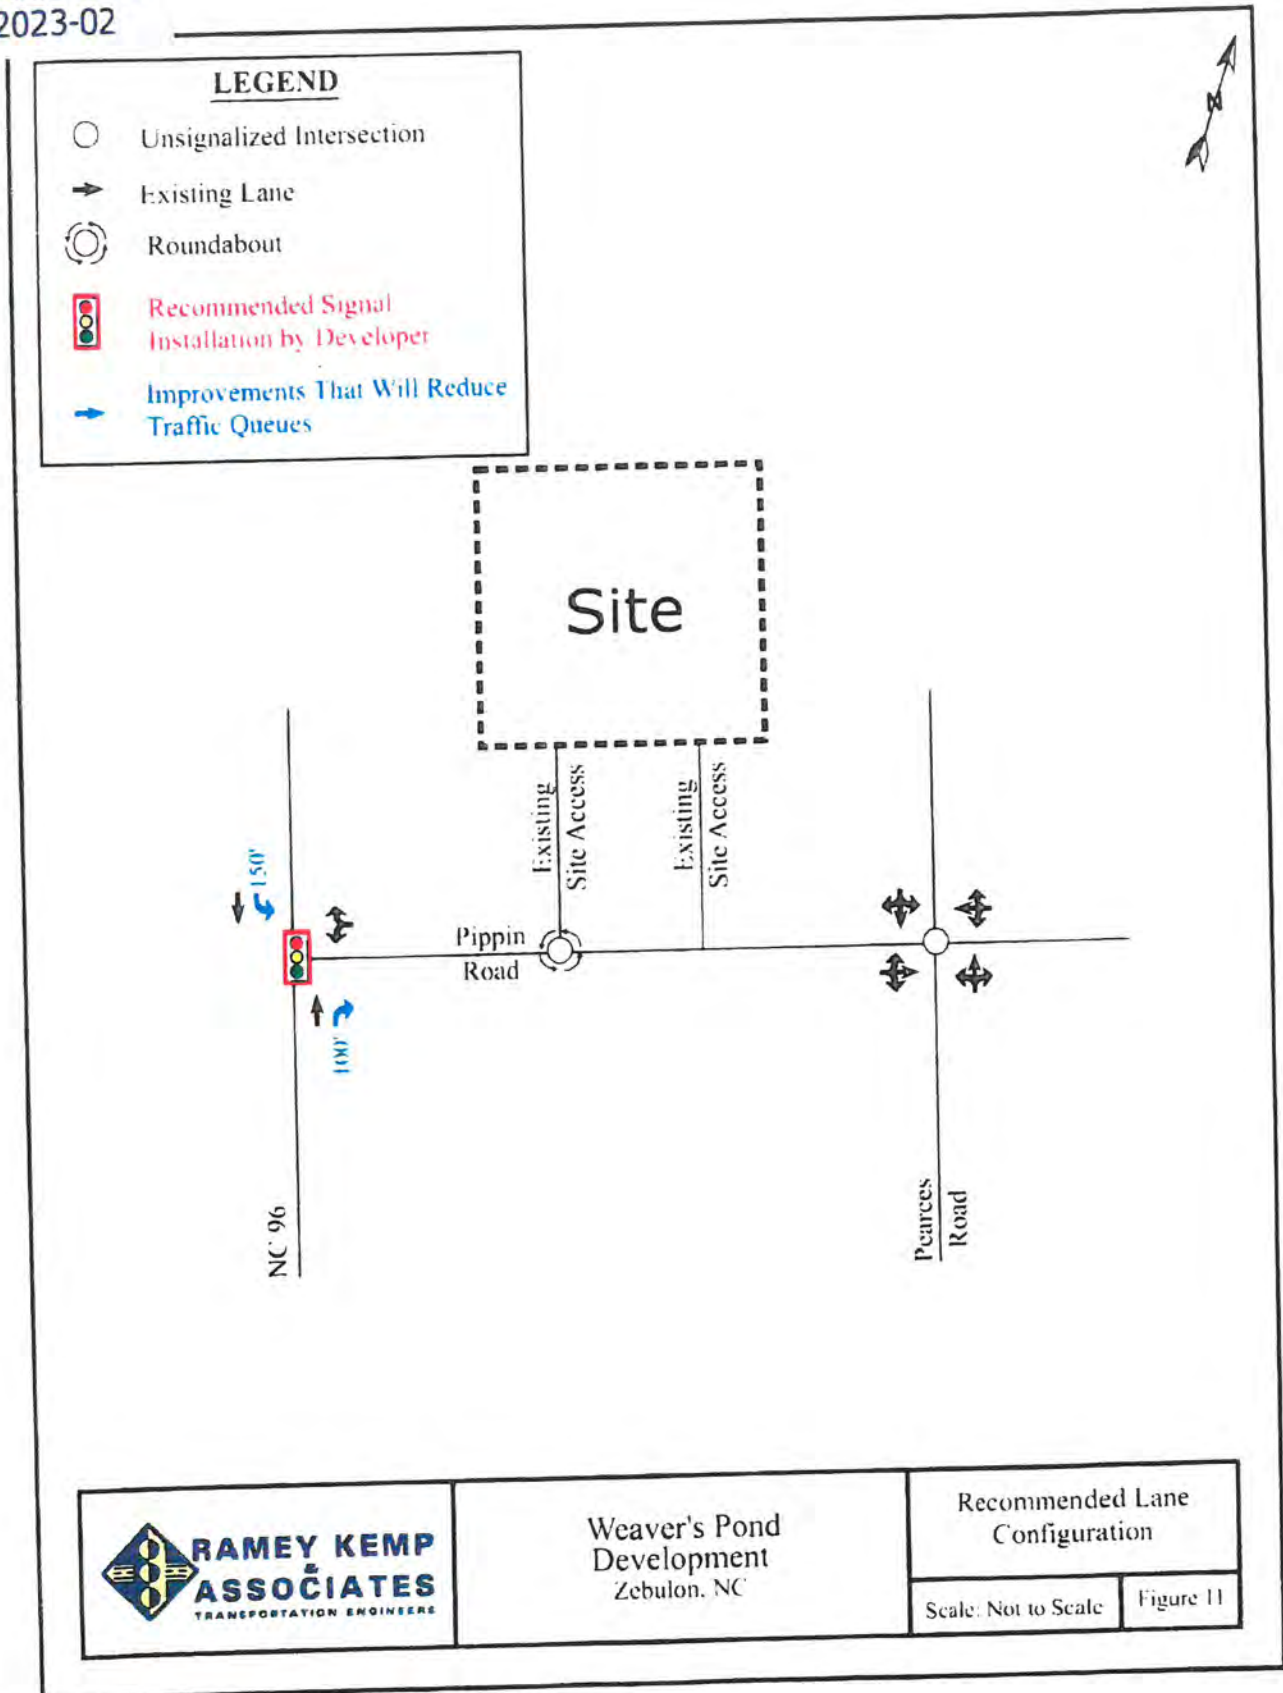 2023-02
LEGEND
Unsignalized Intersection
Existing Lane
Roundabout
Recommended Signal
Installation by Developer
Improvements That Will Reduce
Traffic Queues
N
Site
Existing
Site Access
Existing
Site Access
150'
Pippin
Road
100'
NC 96
Pearces
Road
RAMEY KEMP
&
ASSOCIATES
TRANSPORTATION ENGINEERS
Weaver's Pond
Development
Zebulon, NC
Recommended Lane
Configuration
Scale: Not to Scale
Figure 11